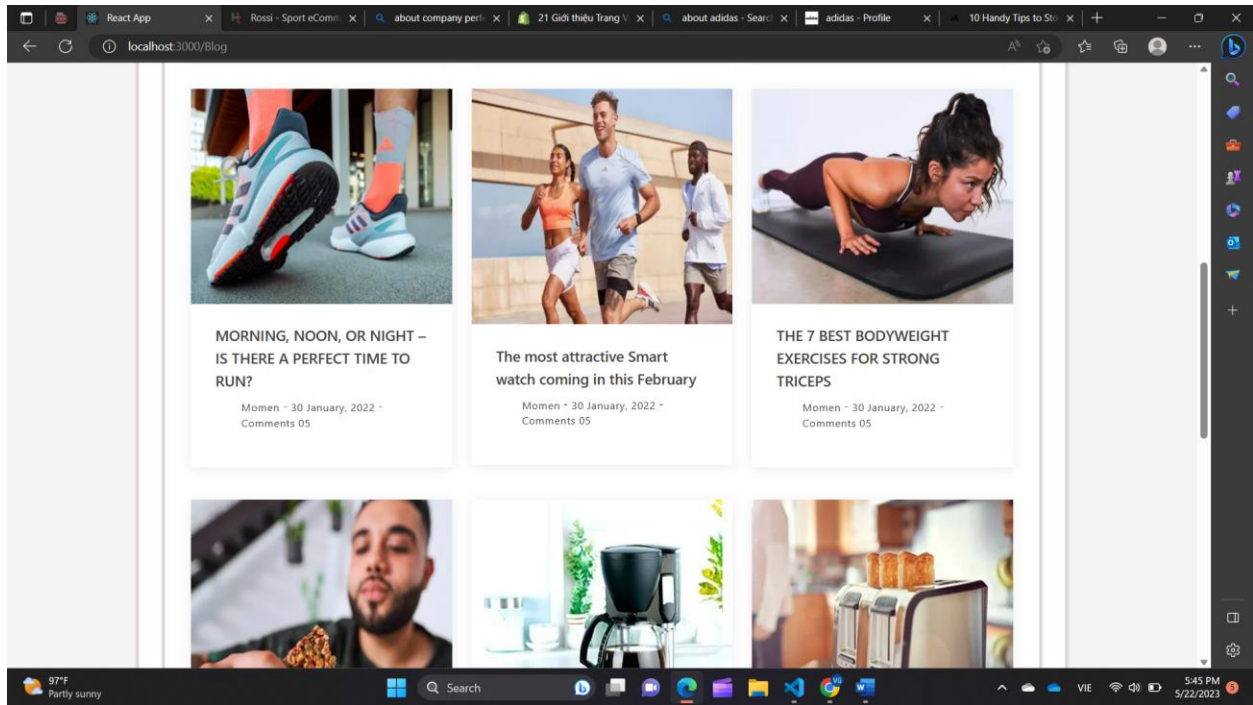 React App
Rossi - Sport eComm
about company perf
21 Giới thiệu Trang V
about adidas - Searc
adidas - Profile
10 Handy Tips to Sto
localhost:3000/Blog
MORNING, NOON, OR NIGHT –
IS THERE A PERFECT TIME TO
RUN?
Momen - 30 January, 2022 -
Comments 05
The most attractive Smart
watch coming in this February
Momen - 30 January, 2022 -
Comments 05
THE 7 BEST BODYWEIGHT
EXERCISES FOR STRONG
TRICEPS
Momen - 30 January, 2022 -
Comments 05
97°F
Partly sunny
Search
VIE
5:45 PM
5/22/2023
5